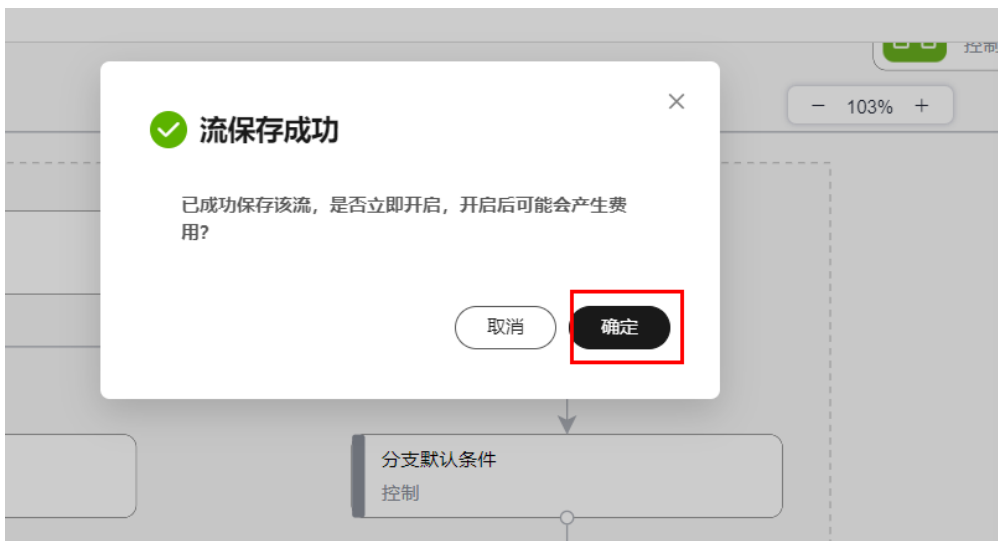 控制
− 103% +
流保存成功
已成功保存该流，是否立即开启，开启后可能会产生费
用?
取消
确定
分支默认条件
控制